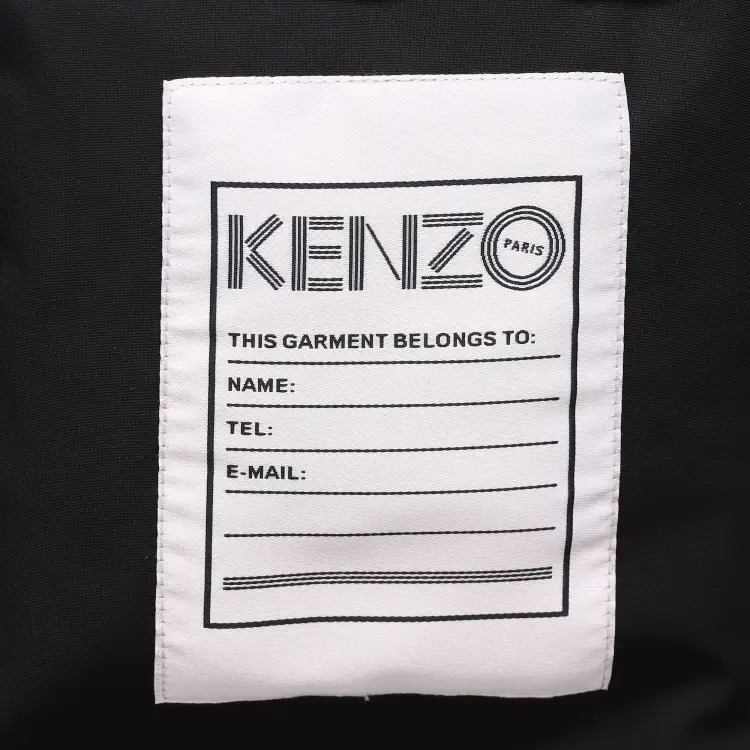 KENZO PARIS
THIS GARMENT BELONGS TO:
NAME:
TEL:
E-MAIL: